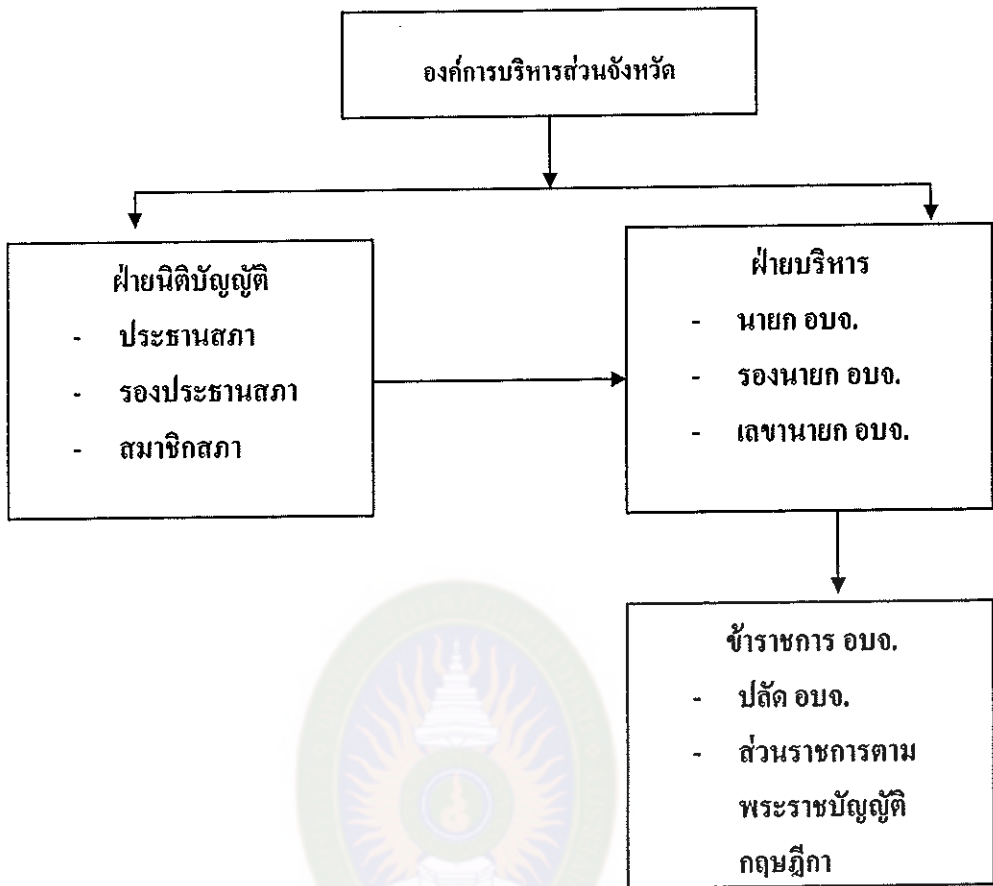 องค์การบริหารส่วนจังหวัด
ฝ่ายนิติบัญญัติ
- ประธานสภา
- รองประธานสภา
- สมาชิกสภา
ฝ่ายบริหาร
- นายก อบจ.
- รองนายก อบจ.
- เลขานายก อบจ.
ข้าราชการ อบจ.
- ปลัด อบจ.
- ส่วนราชการตาม
พระราชบัญญัติ
กฤษฎีกา